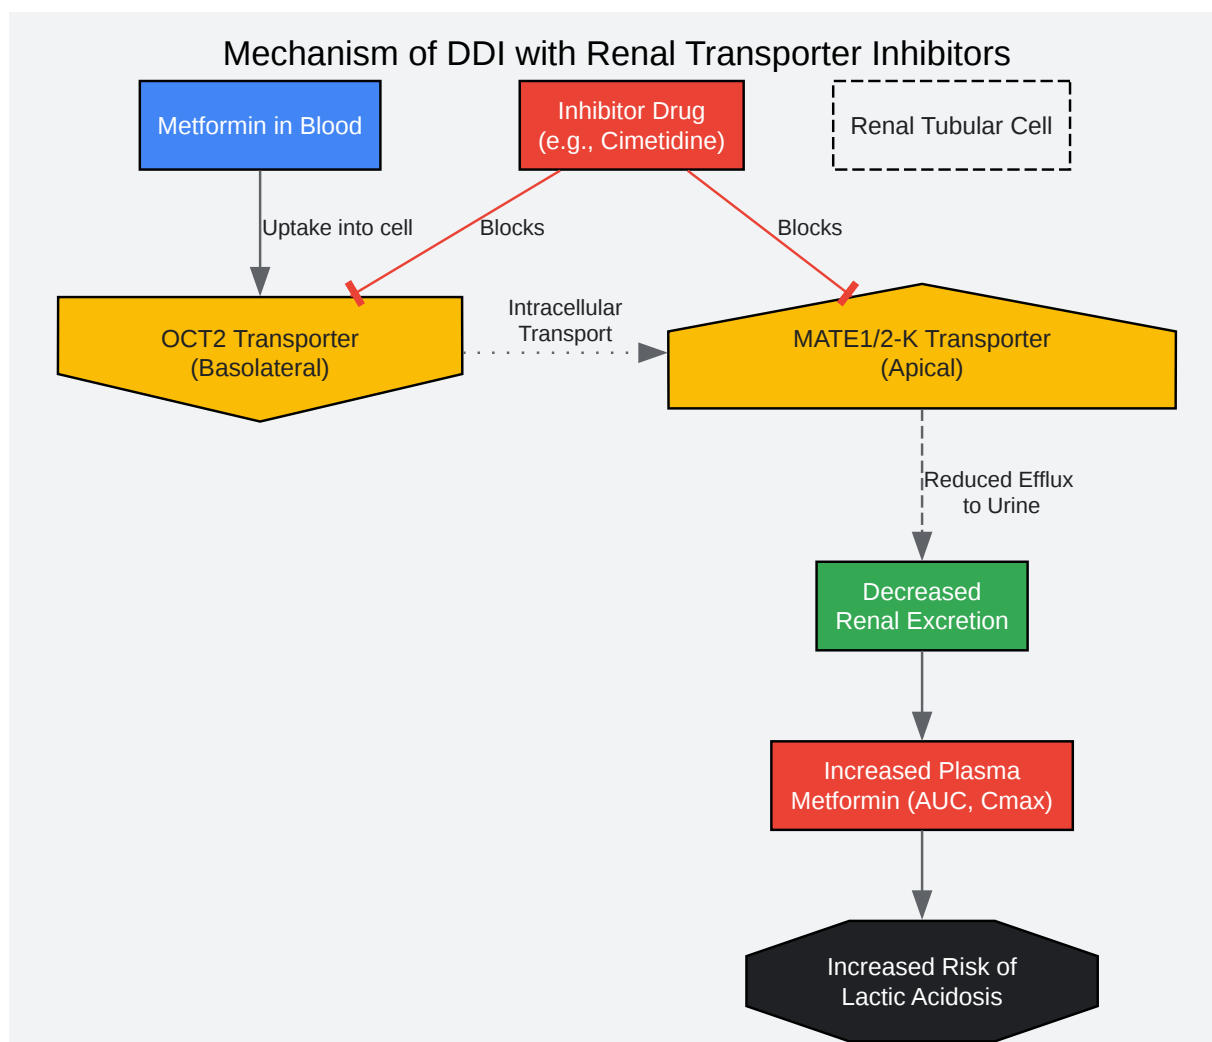 Mechanism of DDI with Renal Transporter Inhibitors
Metformin in Blood
Inhibitor Drug
(e.g., Cimetidine)
Renal Tubular Cell
Uptake into cell
Blocks
Blocks
OCT2 Transporter
(Basolateral)
Intracellular
Transport
MATE1/2-K Transporter
(Apical)
Reduced Efflux
to Urine
Decreased
Renal Excretion
Increased Plasma
Metformin (AUC, Cmax)
Increased Risk of
Lactic Acidosis